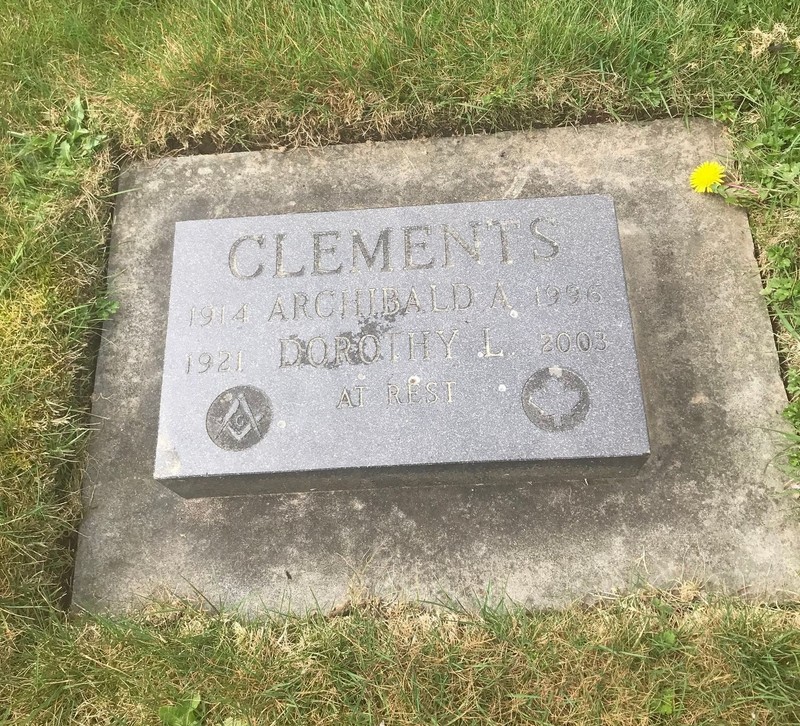 CLEMENTS
1914 ARCHIBALD A. 1996
1921 DOROTHY L. 2003
AT REST
G